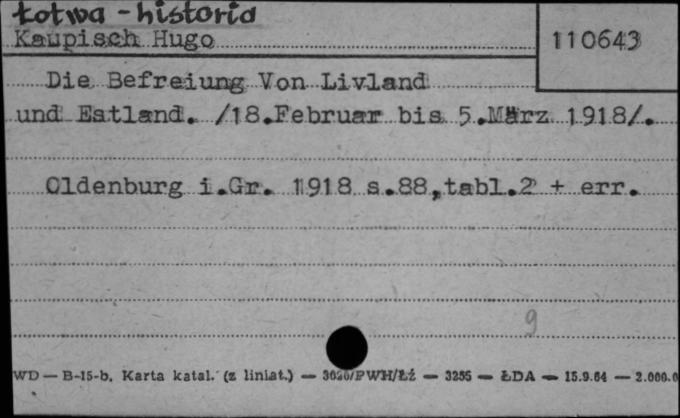 Łotwa - historia
Kaupisch Hugo
110643
Die Befreiung Von Livland
und Estland. /18.Februar bis 5.März 1918/.
Oldenburg i.Gr. 1918 s.88,tabl.2 + err.
9
WD — B-15-b. Karta katal. (z liniat.) — 3020/PWH/Łź — 3255 — ŁDA — 15.9.64 — 2.000.0